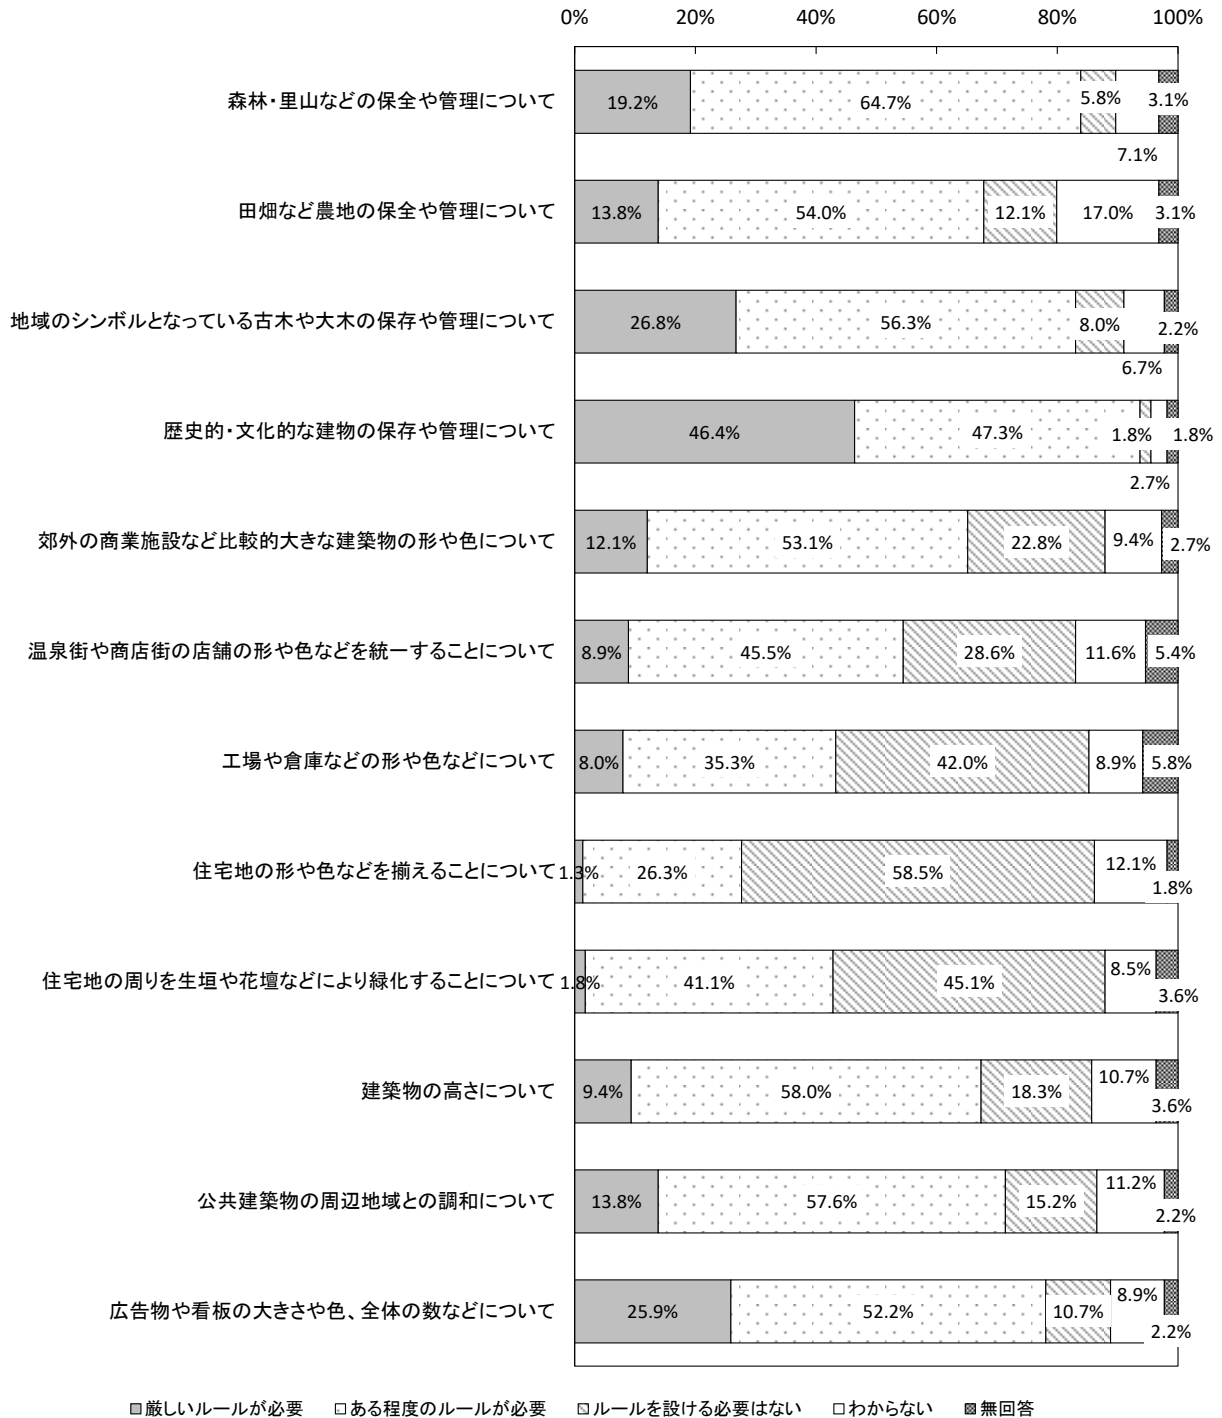 0% 20% 40% 60% 80% 100%
森林・里山などの保全や管理について 19.2% 64.7% 5.8% 3.1%
7.1%
田畑など農地の保全や管理について 13.8% 54.0% 12.1% 17.0% 3.1%
地域のシンボルとなっている古木や大木の保存や管理について 26.8% 56.3% 8.0% 2.2%
6.7%
歴史的・文化的な建物の保存や管理について 46.4% 47.3% 1.8% 1.8%
2.7%
郊外の商業施設など比較的大きな建築物の形や色について 12.1% 53.1% 22.8% 9.4% 2.7%
温泉街や商店街の店舗の形や色などを統一することについて 8.9% 45.5% 28.6% 11.6% 5.4%
工場や倉庫などの形や色などについて 8.0% 35.3% 42.0% 8.9% 5.8%
住宅地の形や色などを揃えることについて 1.3% 26.3% 58.5% 12.1% 1.8%
住宅地の周りを生垣や花壇などにより緑化することについて 1.8% 41.1% 45.1% 8.5% 3.6%
建築物の高さについて 9.4% 58.0% 18.3% 10.7% 3.6%
公共建築物の周辺地域との調和について 13.8% 57.6% 15.2% 11.2% 2.2%
広告物や看板の大きさや色、全体の数などについて 25.9% 52.2% 10.7% 8.9% 2.2%
厳しいルールが必要 ある程度のルールが必要 ルールを設ける必要はない わからない 無回答